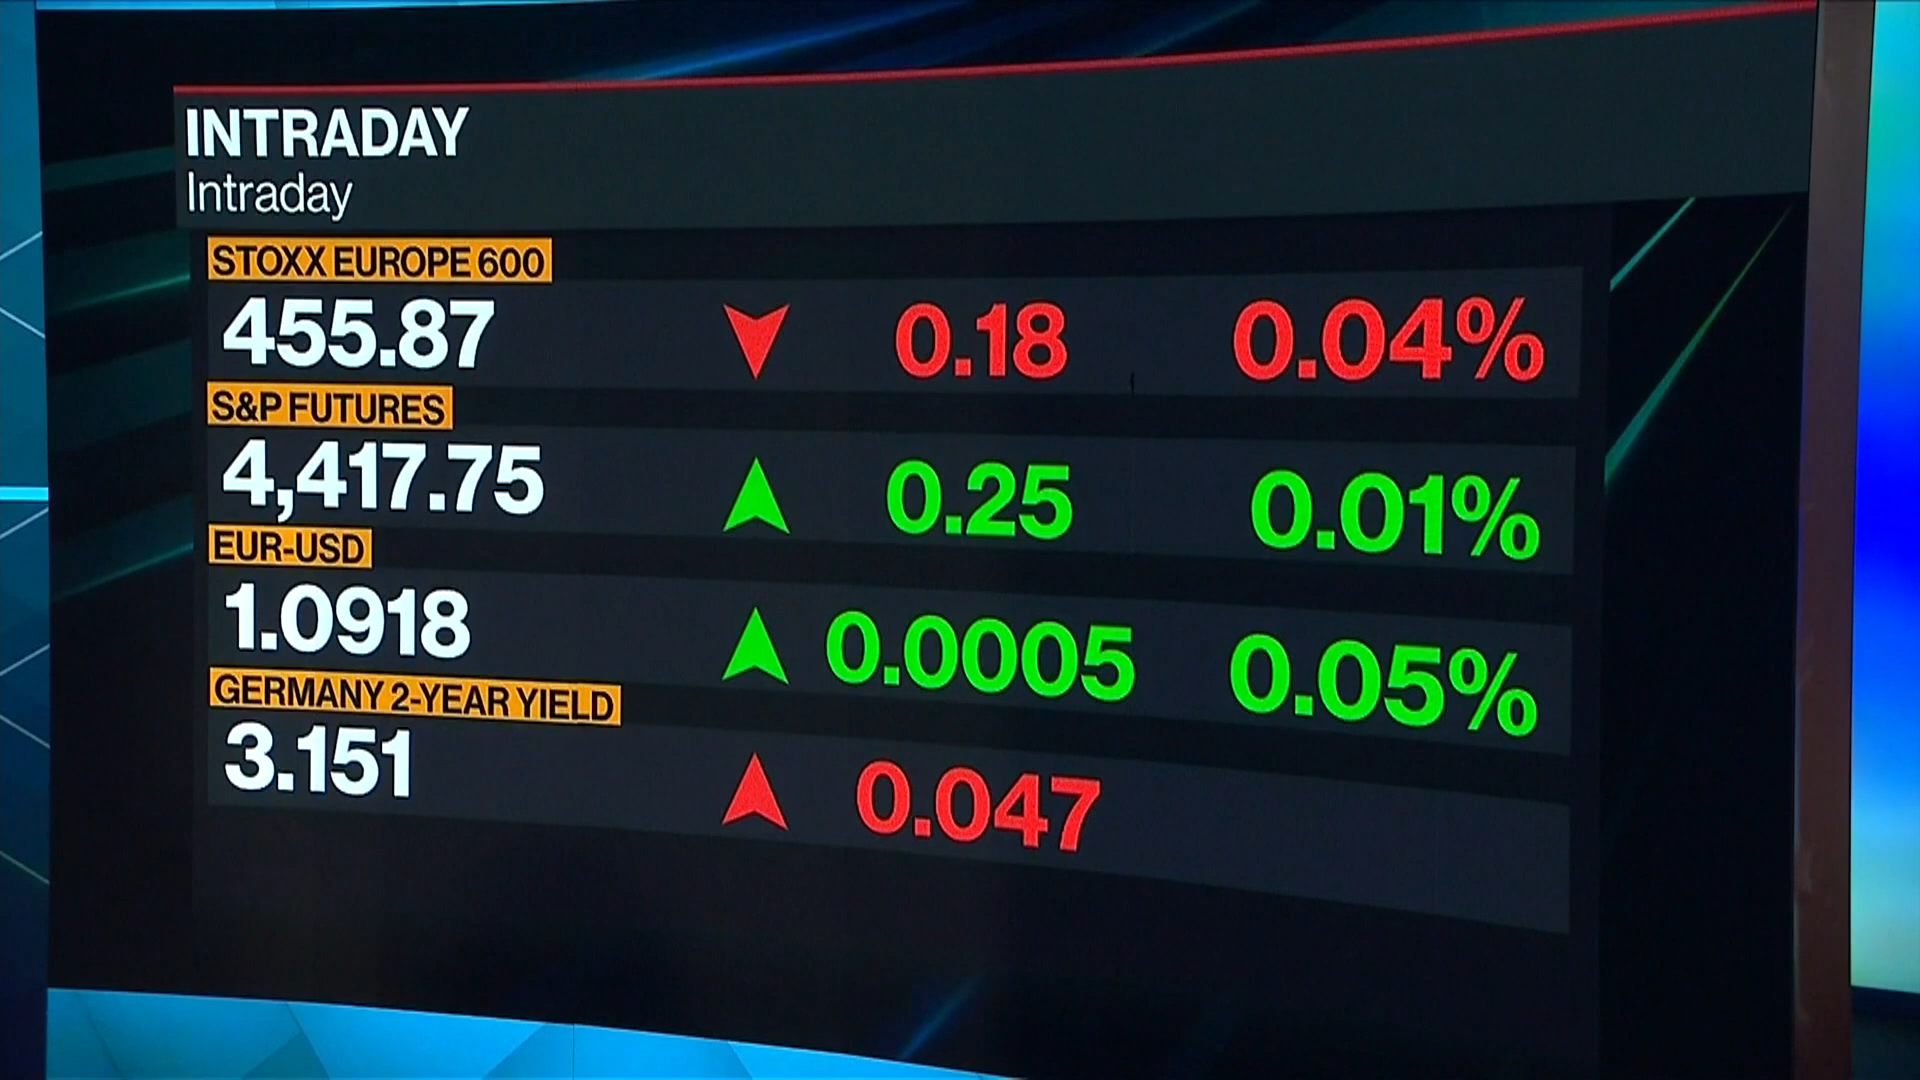 INTRADAY
Intraday
STOXX EUROPE 600
455.87 ▼ 0.18 0.04%
S&P FUTURES
4,417.75 ▲ 0.25 0.01%
EUR-USD
1.0918 ▲ 0.0005 0.05%
GERMANY 2-YEAR YIELD
3.151 ▲ 0.047